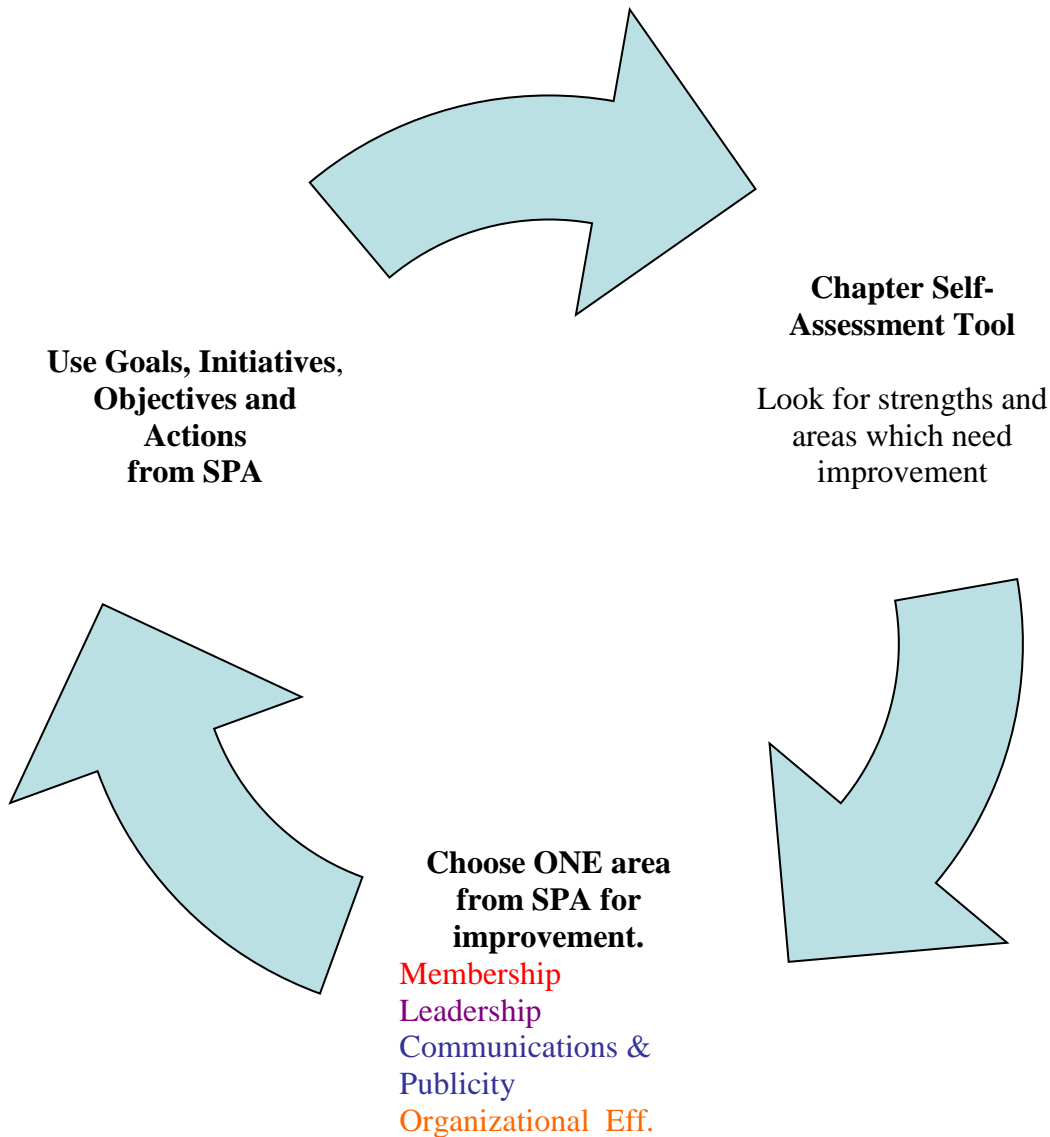 Chapter Self-
Assessment Tool
Look for strengths and
areas which need
improvement
Use Goals, Initiatives,
Objectives and
Actions
from SPA
Choose ONE area
from SPA for
improvement.
Membership
Leadership
Communications &
Publicity
Organizational Eff.